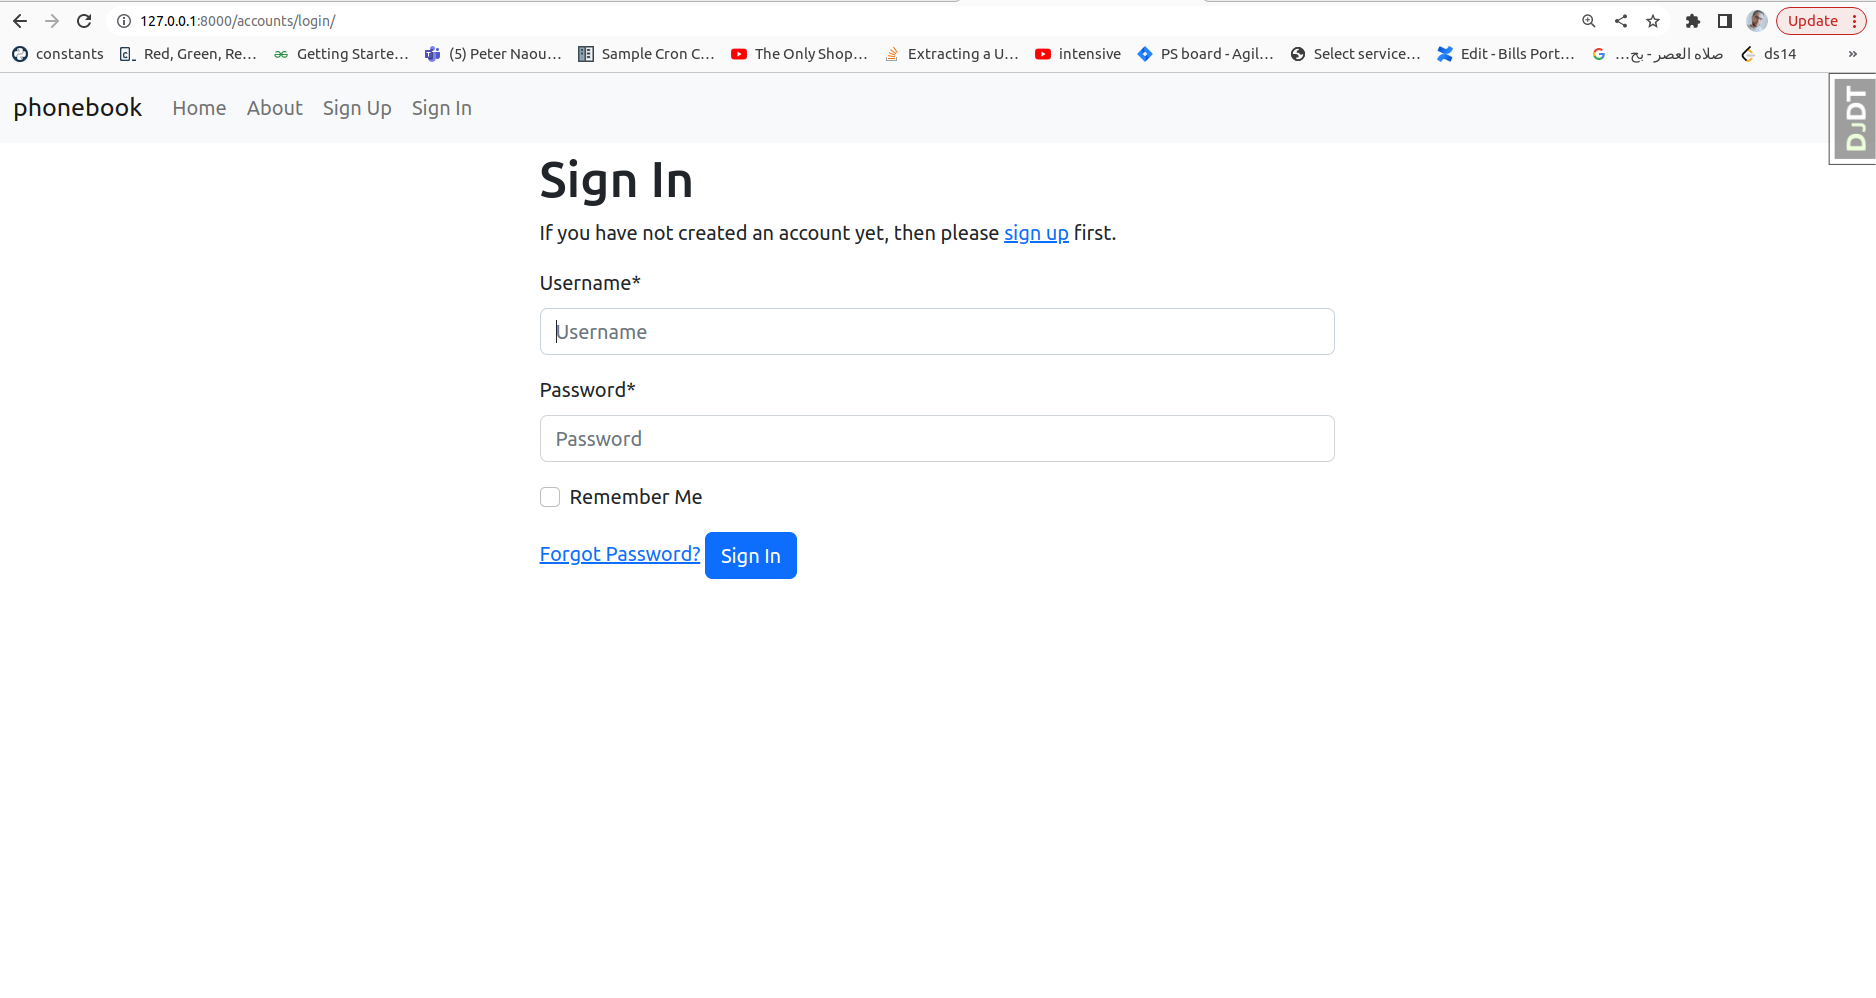 127.0.0.1:8000/accounts/login/
Update
constants
Red, Green, Re...
Getting Starte...
(5) Peter Naou...
Sample Cron C...
The Only Shop...
Extracting a U...
intensive
PS board - Agil...
Select service...
Edit - Bills Port...
صلاه العصر - بح...
ds14
»
phonebook
Home
About
Sign Up
Sign In
DJDT
Sign In
If you have not created an account yet, then please sign up first.
Username*
Username
Password*
Password
Remember Me
Forgot Password? Sign In